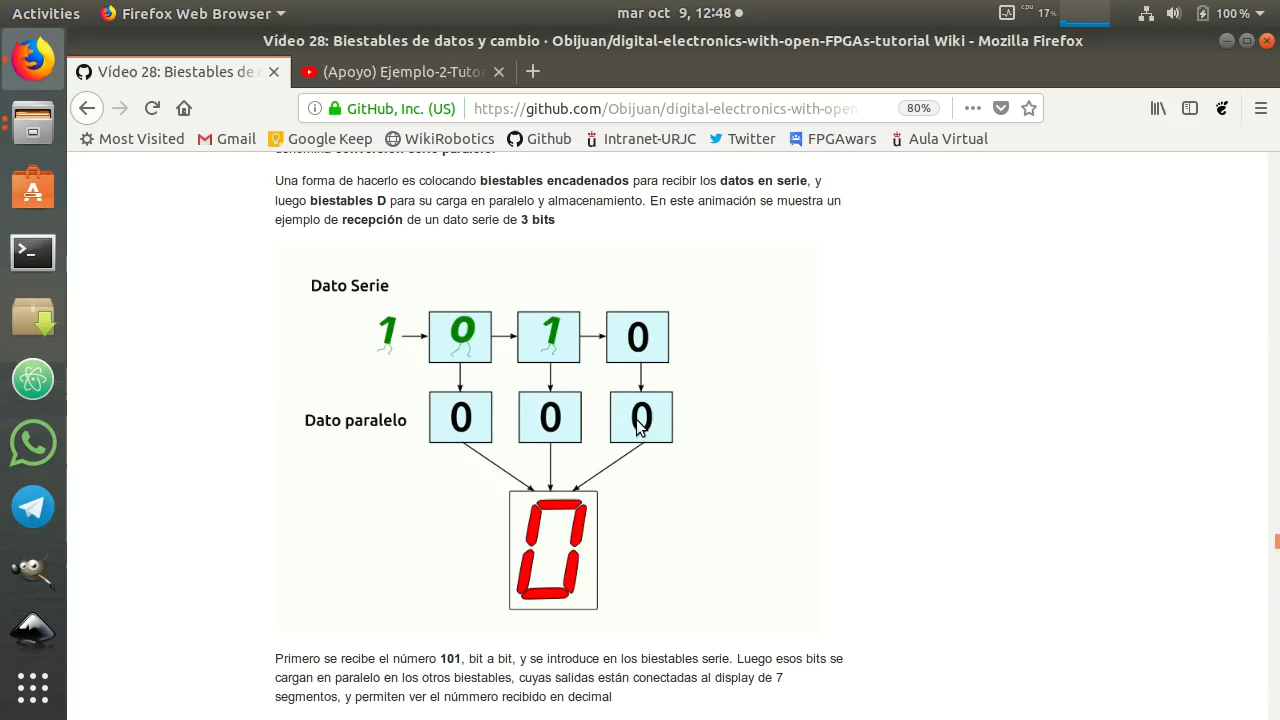 Activities
Firefox Web Browser
mar oct 9, 12:48
cpu 17%
100 %
Vídeo 28: Biestables de datos y cambio · Obijuan/digital-electronics-with-open-FPGAs-tutorial Wiki - Mozilla Firefox
Vídeo 28: Biestables de
(Apoyo) Ejemplo-2-Tutor
GitHub, Inc. (US)
https://github.com/Obijuan/digital-electronics-with-open
80%
Most Visited
Gmail
Google Keep
WikiRobotics
Github
Intranet-URJC
Twitter
FPGAwars
Aula Virtual
denomina conversión serie paralelo.
Una forma de hacerlo es colocando biestables encadenados para recibir los datos en serie, y
luego biestables D para su carga en paralelo y almacenamiento. En este animación se muestra un
ejemplo de recepción de un dato serie de 3 bits
Dato Serie
1 0 1 0
Dato paralelo
0 0 0
0
Primero se recibe el número 101, bit a bit, y se introduce en los biestables serie. Luego esos bits se
cargan en paralelo en los otros biestables, cuyas salidas están conectadas al display de 7
segmentos, y permiten ver el númmero recibido en decimal